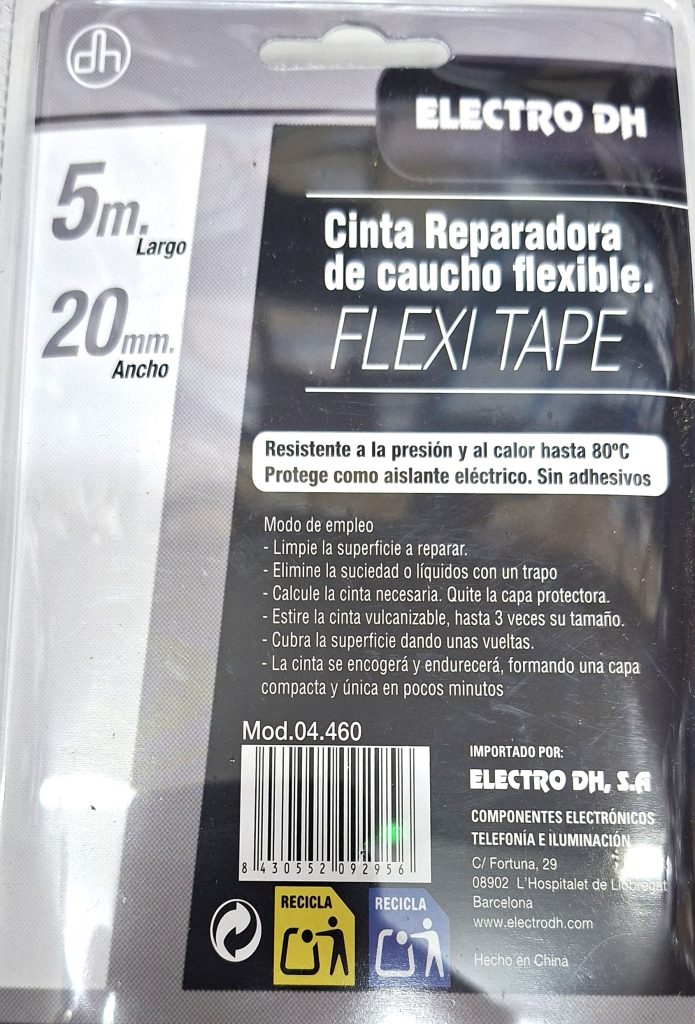 dh
ELECTRO DH
5m.
Largo
20mm.
Ancho
Cinta Reparadora
de caucho flexible.
FLEXI TAPE
Resistente a la presión y al calor hasta 80ºC
Protege como aislante eléctrico. Sin adhesivos
Modo de empleo
- Limpie la superficie a reparar.
- Elimine la suciedad o líquidos con un trapo
- Calcule la cinta necesaria. Quite la capa protectora.
- Estire la cinta vulcanizable, hasta 3 veces su tamaño.
- Cubra la superficie dando unas vueltas.
- La cinta se encogerá y endurecerá, formando una capa
compacta y única en pocos minutos
Mod.04.460
8 430552 092956
RECICLA
RECICLA
IMPORTADO POR:
ELECTRO DH, S.A
COMPONENTES ELECTRÓNICOS
TELEFONÍA E ILUMINACIÓN
C/ Fortuna, 29
08902 L'Hospitalet de Llobregat
Barcelona
www.electrodh.com
Hecho en China